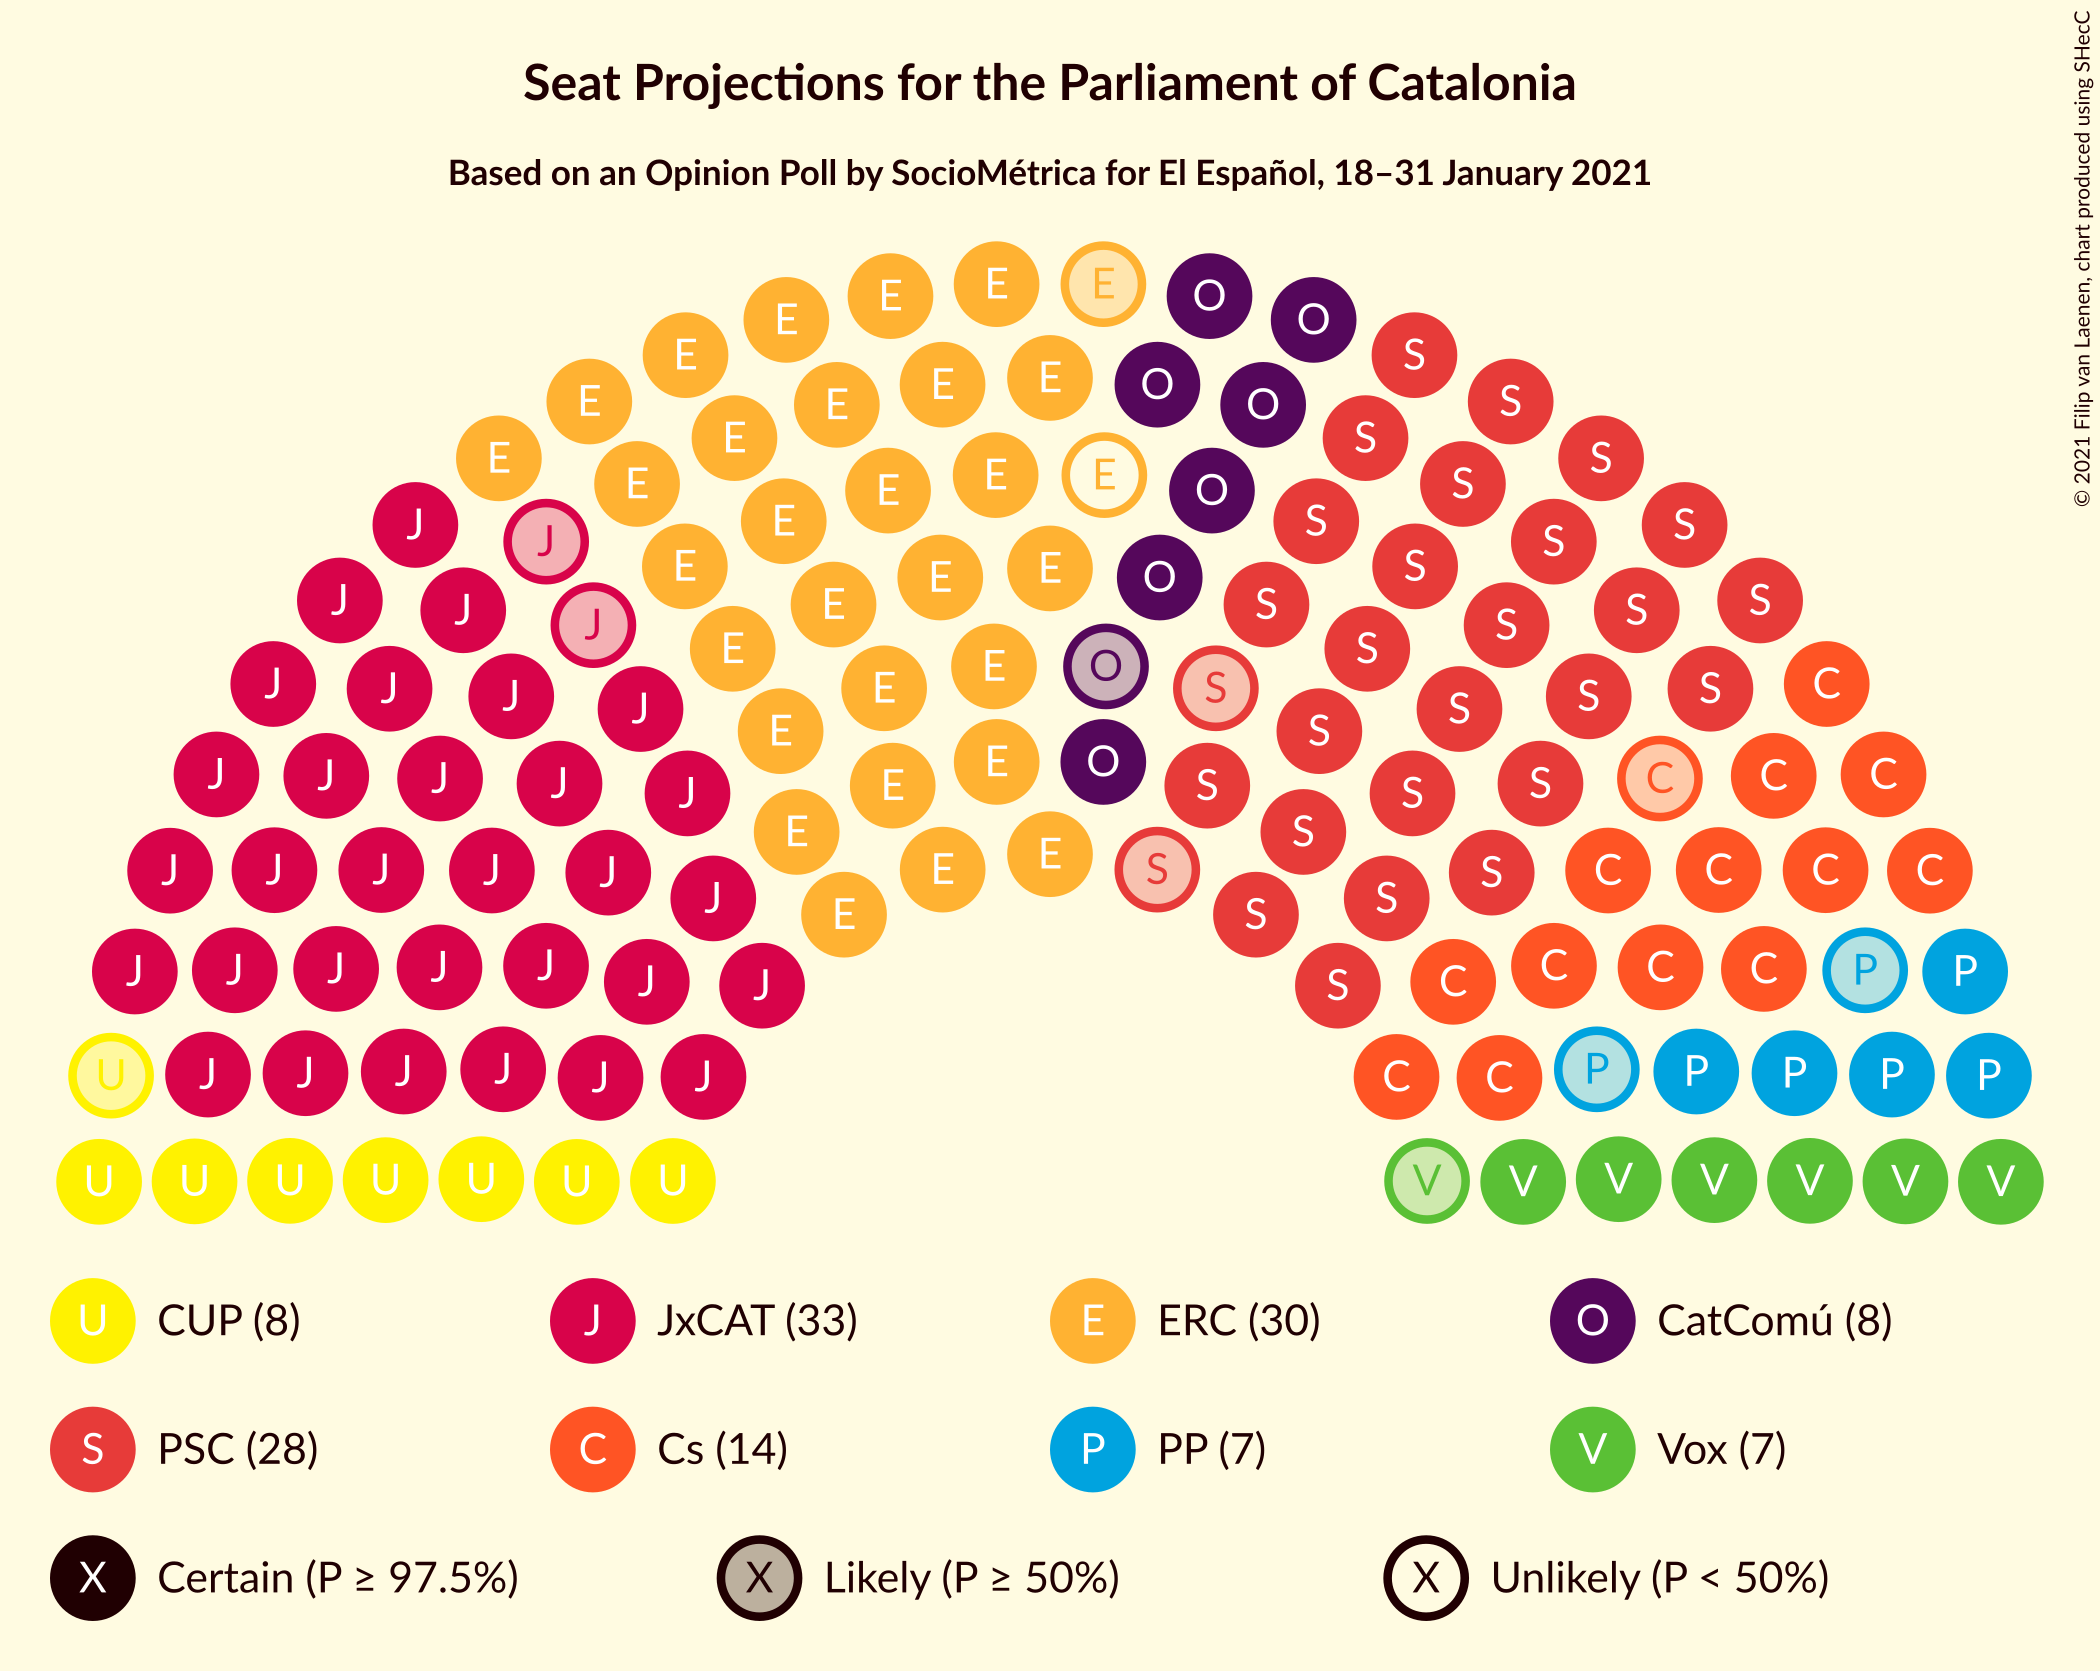 Seat Projections for the Parliament of Catalonia
Based on an Opinion Poll by SocioMétrica for El Español, 18–31 January 2021
© 2021 Filip van Laenen, chart produced using SHecC
E E E O O
E E E E O O S S
E E E E E E O S S S
E E E E E O S S S
J J E E E E E O S S S S
J J J E E E O S S S S S
J J J J E E E O S S S S S S C
J J J J J E E E O S S S S C C C
J J J J J J E E E S S S S C C C C
J J J J J J J S C C C C P P
U J J J J J J C C P P P P P
U U U U U U U V V V V V V V
U CUP (8) J JxCAT (33) E ERC (30) O CatComú (8)
S PSC (28) C Cs (14) P PP (7) V Vox (7)
X Certain (P ≥ 97.5%) X Likely (P ≥ 50%) X Unlikely (P < 50%)